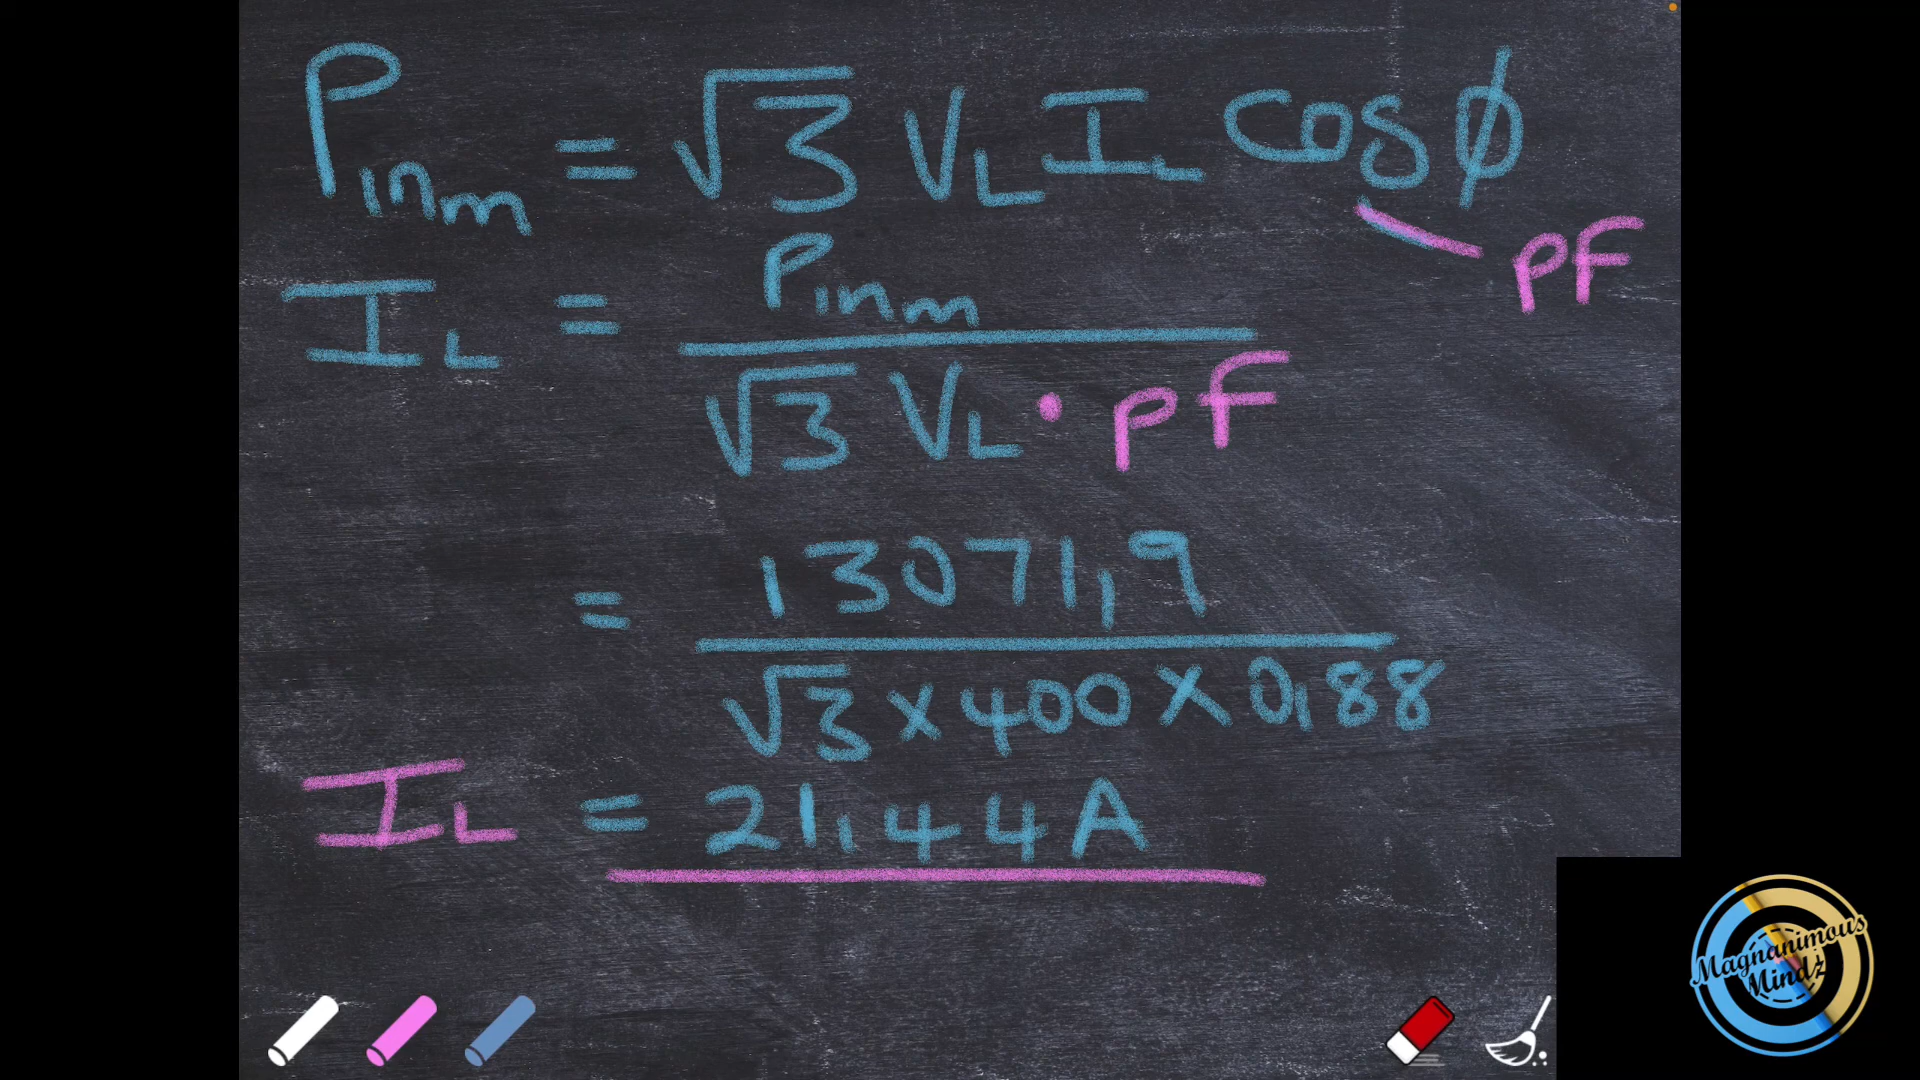 Pinm = √3 VL IL cos φ
pf
IL = Pinm
√3 VL • pf
= 13071,9
√3 × 400 × 0,88
IL = 21,44 A
Magnanimous
Mindz